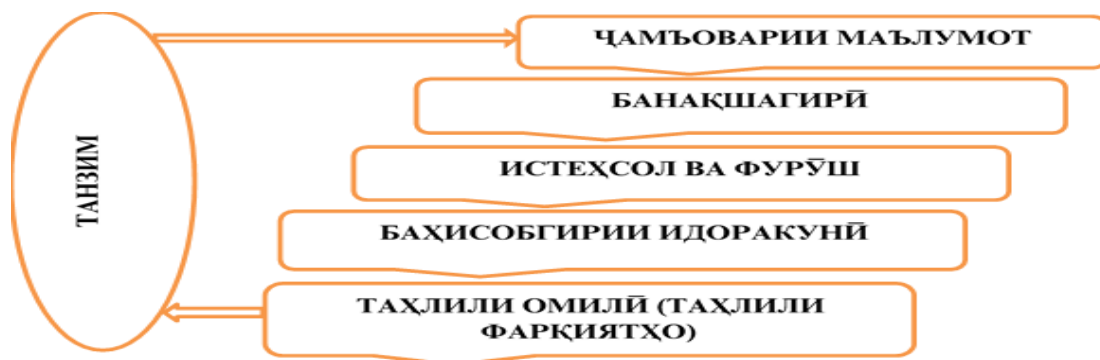 ТАНЗИМ
ҶАМЪОВАРИИ МАЪЛУМОТ
БАНАҚШАГИРӢ
ИСТЕҲСОЛ ВА ФУРӮШ
БАҲИСОБГИРИИ ИДОРАКУНӢ
ТАҲЛИЛИ ОМИЛӢ (ТАҲЛИЛИ
ФАРҚИЯТҲО)